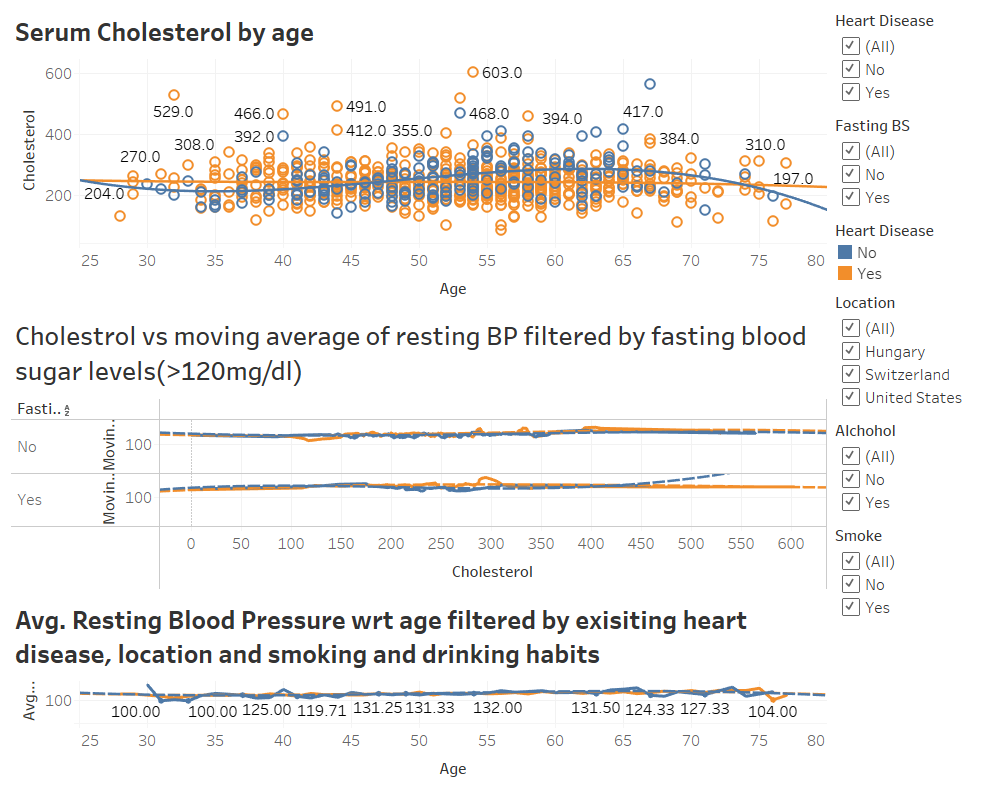 Serum Cholesterol by age
Cholesterol
600
400
200
603.0
529.0
466.0
491.0
468.0
417.0
394.0
392.0
412.0
355.0
384.0
308.0
310.0
270.0
204.0
197.0
25 30 35 40 45 50 55 60 65 70 75 80
Age
Cholestrol vs moving average of resting BP filtered by fasting blood
sugar levels(>120mg/dl)
Fasti..
No
Movin..
100
Yes
Movin..
100
0 50 100 150 200 250 300 350 400 450 500 550 600
Cholesterol
Avg. Resting Blood Pressure wrt age filtered by exisiting heart
disease, location and smoking and drinking habits
Avg...
100
100.00 100.00 125.00 119.71 131.25 131.33 132.00 131.50 124.33 127.33 104.00
25 30 35 40 45 50 55 60 65 70 75 80
Age
Heart Disease
(All)
No
Yes
Fasting BS
(All)
No
Yes
Heart Disease
No
Yes
Location
(All)
Hungary
Switzerland
United States
Alchohol
(All)
No
Yes
Smoke
(All)
No
Yes